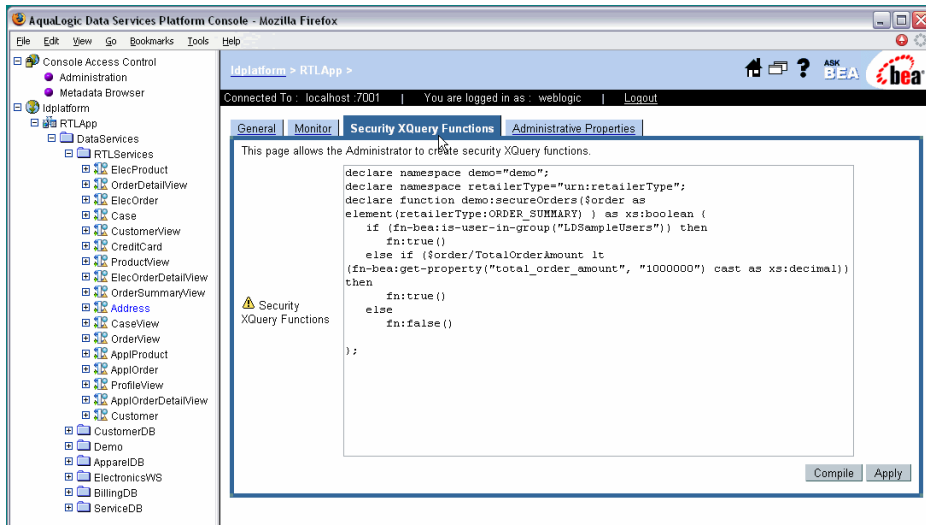 AquaLogic Data Services Platform Console - Mozilla Firefox
File Edit View Go Bookmarks Tools Help
Console Access Control
Administration
Metadata Browser
ldplatform
RTLApp
DataServices
RTLServices
ElecProduct
OrderDetailView
ElecOrder
Case
CustomerView
CreditCard
ProductView
ElecOrderDetailView
OrderSummaryView
Address
CaseView
OrderView
ApplProduct
ApplOrder
ProfileView
ApplOrderDetailView
Customer
CustomerDB
Demo
ApparelDB
ElectronicsWS
BillingDB
ServiceDB
ldplatform > RTLApp >
ASK BEA
bea
Connected To : localhost :7001 | You are logged in as : weblogic | Logout
General Monitor Security XQuery Functions Administrative Properties
This page allows the Administrator to create security XQuery functions.
Security
XQuery Functions
declare namespace demo="demo";
declare namespace retailerType="urn:retailerType";
declare function demo:secureOrders($order as
element(retailerType:ORDER_SUMMARY) ) as xs:boolean {
if (fn-bea:is-user-in-group("LDSampleUsers")) then
fn:true()
else if ($order/TotalOrderAmount lt
(fn-bea:get-property("total_order_amount", "1000000") cast as xs:decimal))
then
fn:true()
else
fn:false()
};
Compile Apply